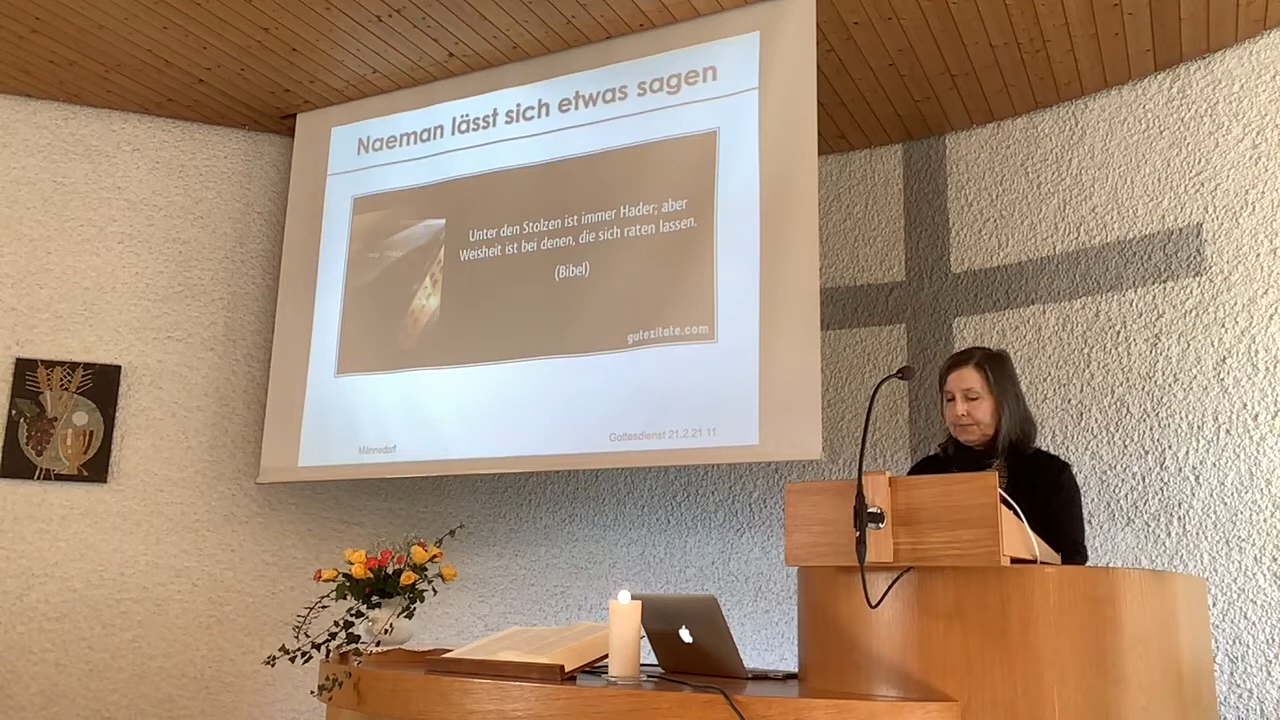 Naeman lässt sich etwas sagen
Unter den Stolzen ist immer Hader; aber
Weisheit ist bei denen, die sich raten lassen.
(Bibel)
gutezitate.com
Männedorf
Gottesdienst 21.2.21 11